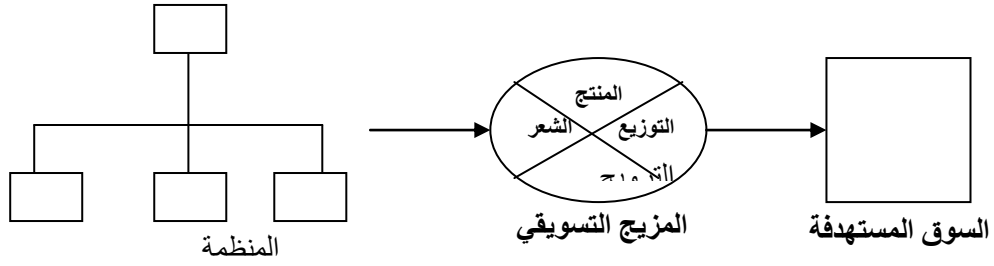 المنتج
التوزيع
الشعر
المزيج التسويقي
السوق المستهدفة
المنظمة